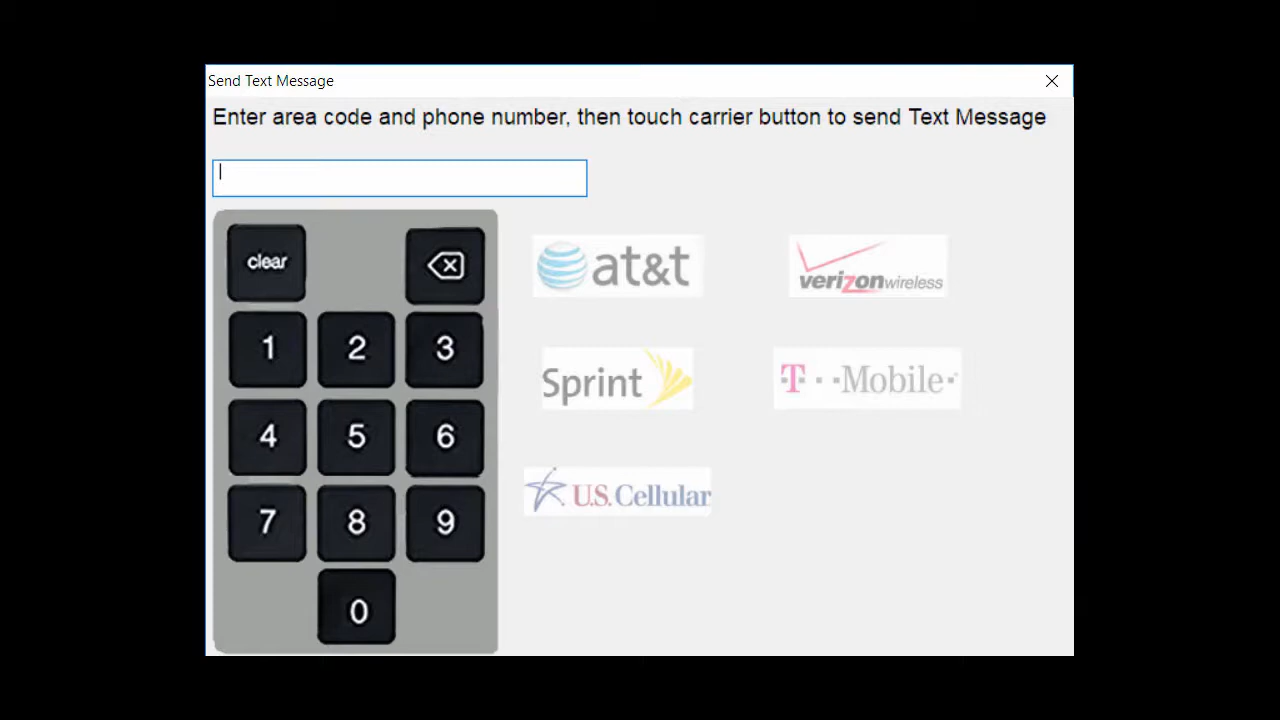 Send Text Message
Enter area code and phone number, then touch carrier button to send Text Message
clear
1 2 3
4 5 6
7 8 9
0
at&t
verizonwireless
Sprint
T··Mobile·
U.S.Cellular